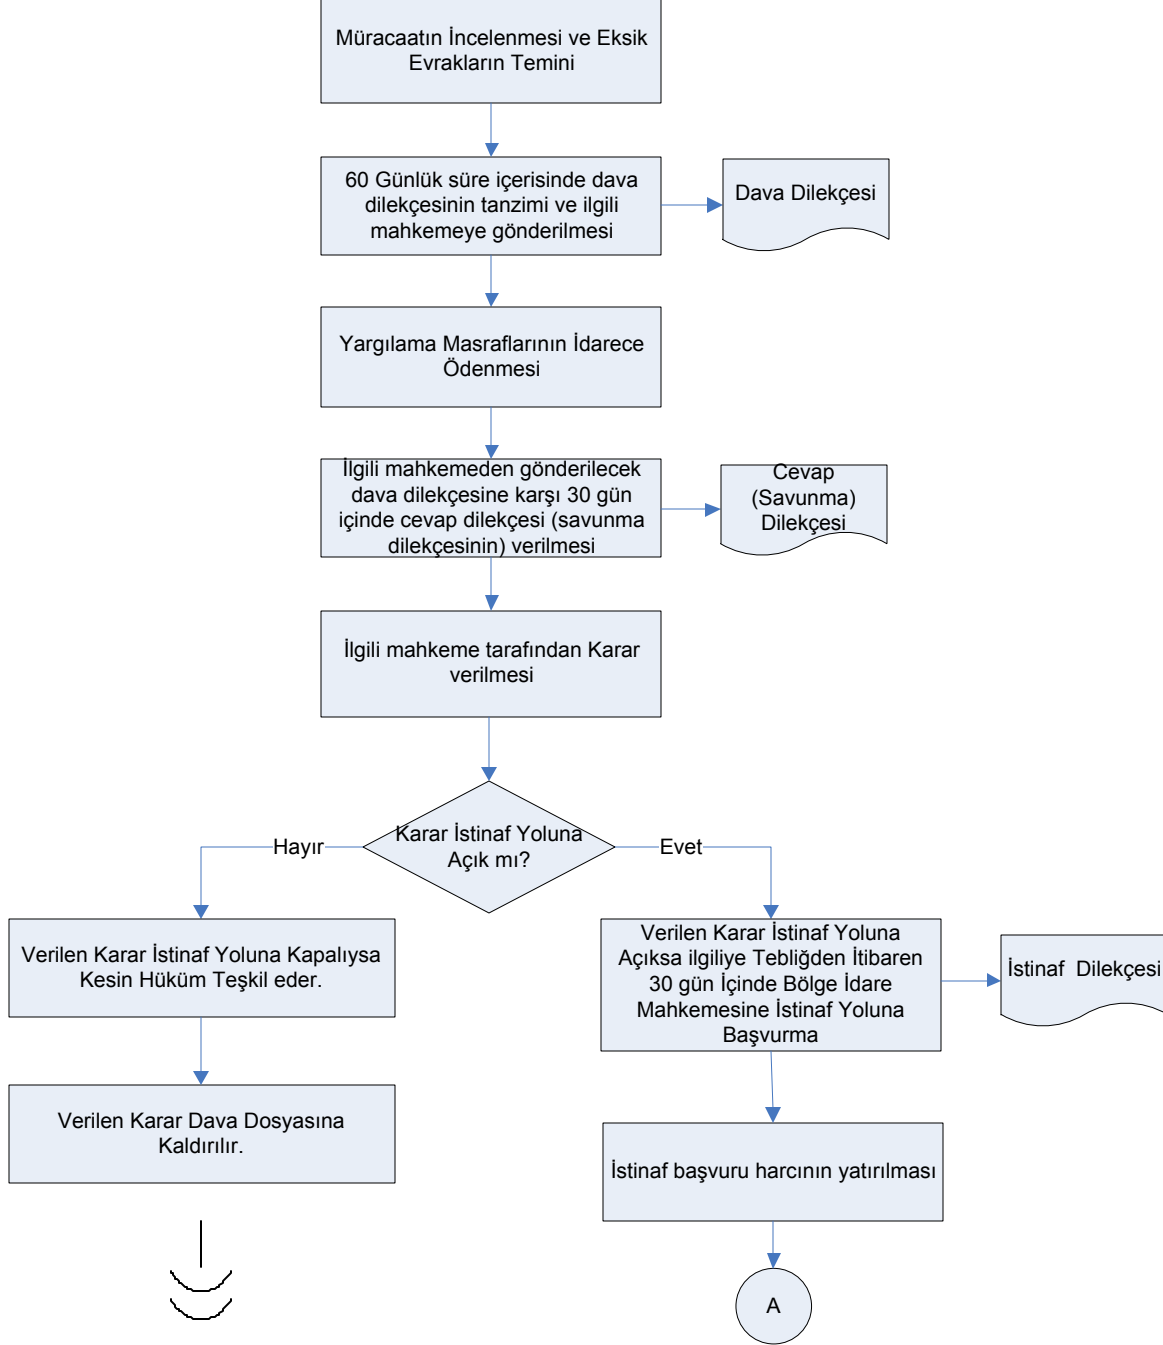 Müracaatın İncelenmesi ve Eksik
Evrakların Temini
60 Günlük süre içerisinde dava
dilekçesinin tanzimi ve ilgili
mahkemeye gönderilmesi
Dava Dilekçesi
Yargılama Masraflarının İdarece
Ödenmesi
İlgili mahkemeden gönderilecek
dava dilekçesine karşı 30 gün
içinde cevap dilekçesi (savunma
dilekçesinin) verilmesi
Cevap
(Savunma)
Dilekçesi
İlgili mahkeme tarafından Karar
verilmesi
Karar İstinaf Yoluna
Açık mı?
Hayır
Evet
Verilen Karar İstinaf Yoluna Kapalıysa
Kesin Hüküm Teşkil eder.
Verilen Karar İstinaf Yoluna
Açıksa ilgiliye Tebliğden İtibaren
30 gün İçinde Bölge İdare
Mahkemesine İstinaf Yoluna
Başvurma
İstinaf Dilekçesi
Verilen Karar Dava Dosyasına
Kaldırılır.
İstinaf başvuru harcının yatırılması
A